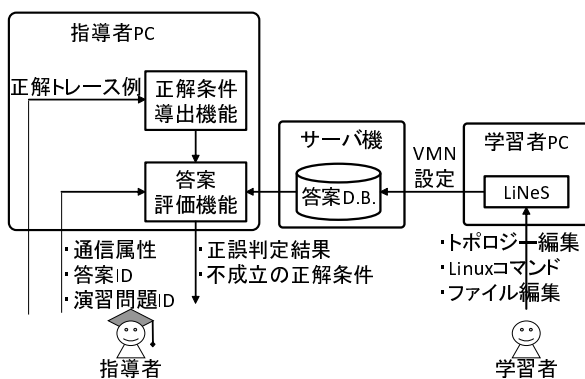 指導者PC
正解トレース例
正解条件
導出機能
答案
評価機能
・通信属性
・答案ID
・演習問題ID
・正誤判定結果
・不成立の正解条件
指導者
サーバ機
答案D.B.
VMN
設定
学習者PC
LiNeS
・トポロジー編集
・Linuxコマンド
・ファイル編集
学習者